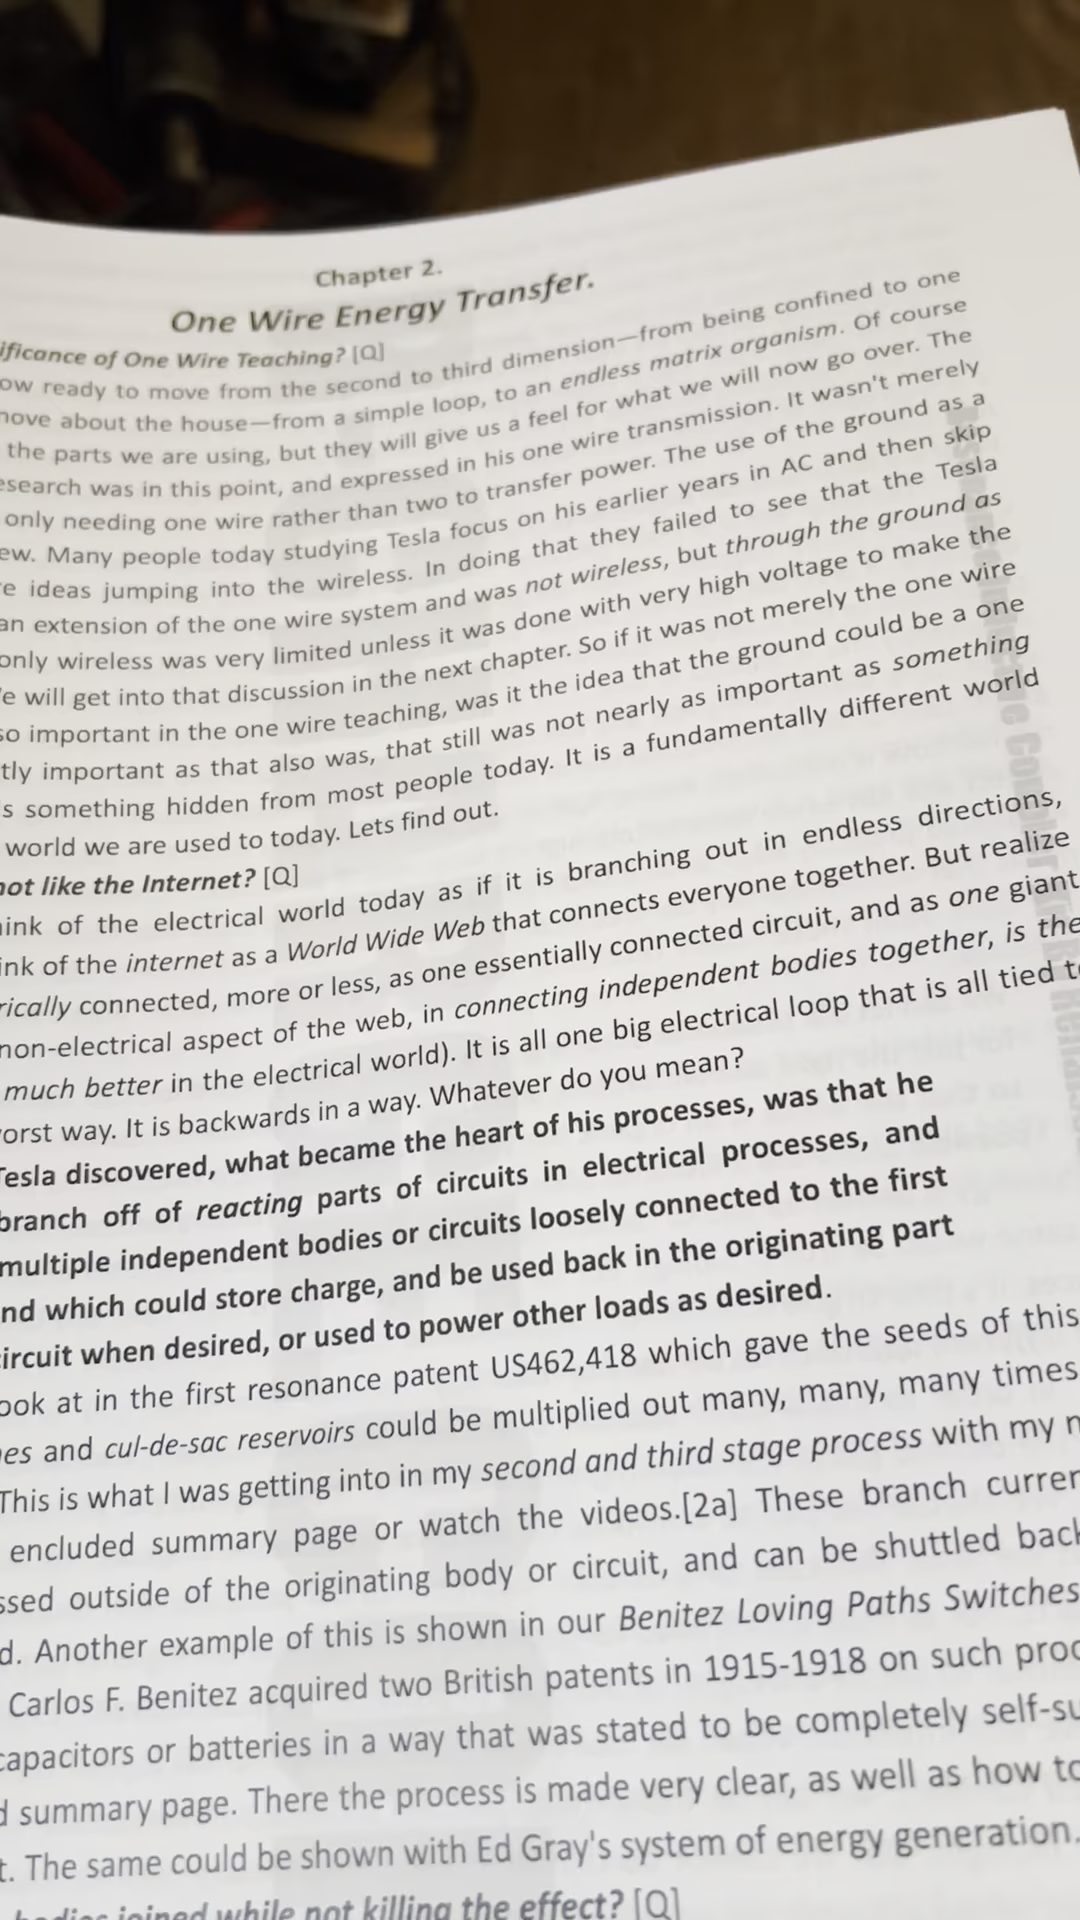 Chapter 2.
One Wire Energy Transfer.
ificance of One Wire Teaching? [Q]
ow ready to move from the second to third dimension—from being confined to one
move about the house—from a simple loop, to an endless matrix organism. Of course
the parts we are using, but they will give us a feel for what we will now go over. The
esearch was in this point, and expressed in his one wire transmission. It wasn't merely
only needing one wire rather than two to transfer power. The use of the ground as a
ew. Many people today studying Tesla focus on his earlier years in AC and then skip
re ideas jumping into the wireless. In doing that they failed to see that the Tesla
an extension of the one wire system and was not wireless, but through the ground as
only wireless was very limited unless it was done with very high voltage to make the
e will get into that discussion in the next chapter. So if it was not merely the one wire
so important in the one wire teaching, was it the idea that the ground could be a one
tly important as that also was, that still was not nearly as important as something
s something hidden from most people today. It is a fundamentally different world
world we are used to today. Lets find out.
not like the Internet? [Q]
ink of the electrical world today as if it is branching out in endless directions,
ink of the internet as a World Wide Web that connects everyone together. But realize
rically connected, more or less, as one essentially connected circuit, and as one giant
non-electrical aspect of the web, in connecting independent bodies together, is the
much better in the electrical world). It is all one big electrical loop that is all tied to
orst way. It is backwards in a way. Whatever do you mean?
Tesla discovered, what became the heart of his processes, was that he
branch off of reacting parts of circuits in electrical processes, and
multiple independent bodies or circuits loosely connected to the first
nd which could store charge, and be used back in the originating part
circuit when desired, or used to power other loads as desired.
ook at in the first resonance patent US462,418 which gave the seeds of this
es and cul-de-sac reservoirs could be multiplied out many, many, many times
This is what I was getting into in my second and third stage process with my
encluded summary page or watch the videos.[2a] These branch curren
ssed outside of the originating body or circuit, and can be shuttled back
d. Another example of this is shown in our Benitez Loving Paths Switches
Carlos F. Benitez acquired two British patents in 1915-1918 on such proc
capacitors or batteries in a way that was stated to be completely self-su
d summary page. There the process is made very clear, as well as how to
t. The same could be shown with Ed Gray's system of energy generation.
bodies joined while not killing the effect? [Q]